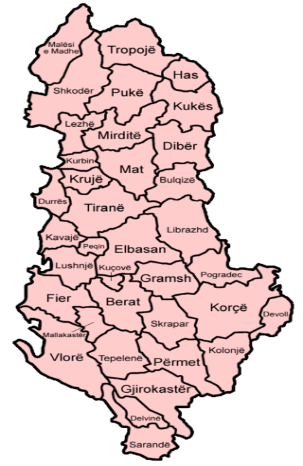 Malësi
e Madhe
Tropojë
Has
Shkodër
Pukë
Kukës
Lezhë
Mirditë
Dibër
Kurbin
Mat
Krujë
Bulqizë
Durrës
Tiranë
Librazhd
Kavajë
Peqin
Elbasan
Lushnjë
Kuçovë
Gramsh
Pogradec
Fier
Berat
Korçë
Devoll
Skrapar
Mallakastër
Vlorë
Tepelenë
Përmet
Kolonjë
Gjirokastër
Delvinë
Sarandë